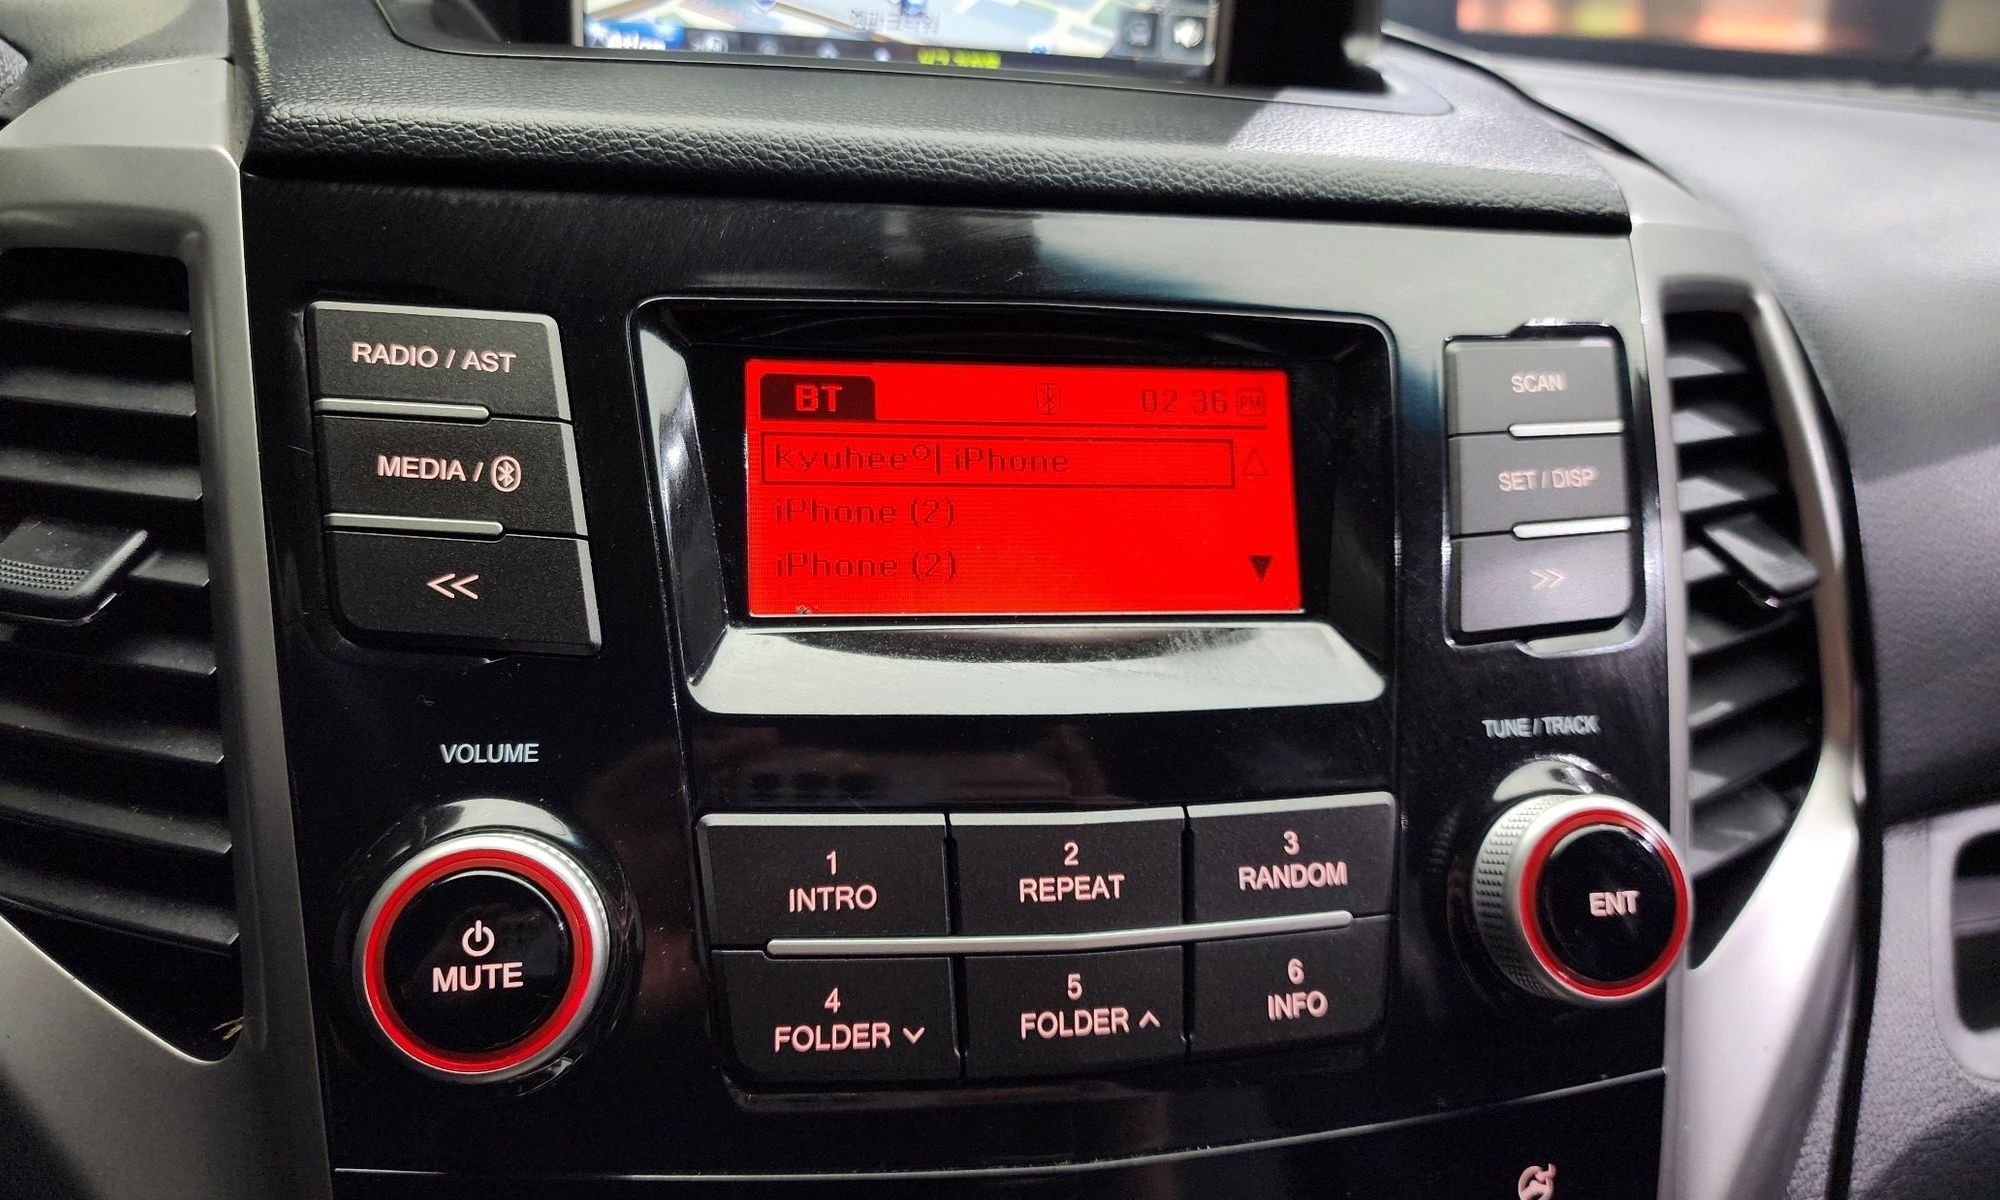 RADIO / AST
MEDIA /
<<
BT 02 36 PM
kyuhee의 iPhone
iPhone (2)
iPhone (2)
SCAN
SET / DISP
>>
VOLUME
MUTE
TUNE / TRACK
ENT
1
INTRO
2
REPEAT
3
RANDOM
4
FOLDER
5
FOLDER
6
INFO